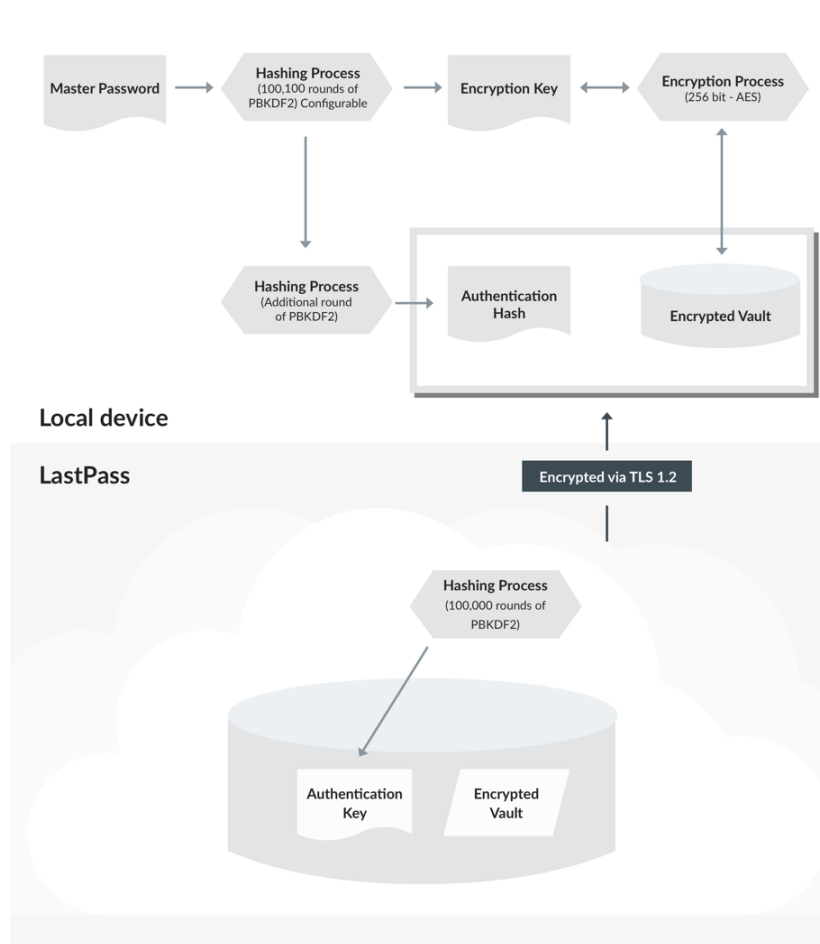 Master Password
Hashing Process
(100,100 rounds of
PBKDF2) Configurable
Encryption Key
Encryption Process
(256 bit - AES)
Hashing Process
(Additional round
of PBKDF2)
Authentication
Hash
Encrypted Vault
Local device
LastPass
Encrypted via TLS 1.2
Hashing Process
(100,000 rounds of
PBKDF2)
Authentication
Key
Encrypted
Vault